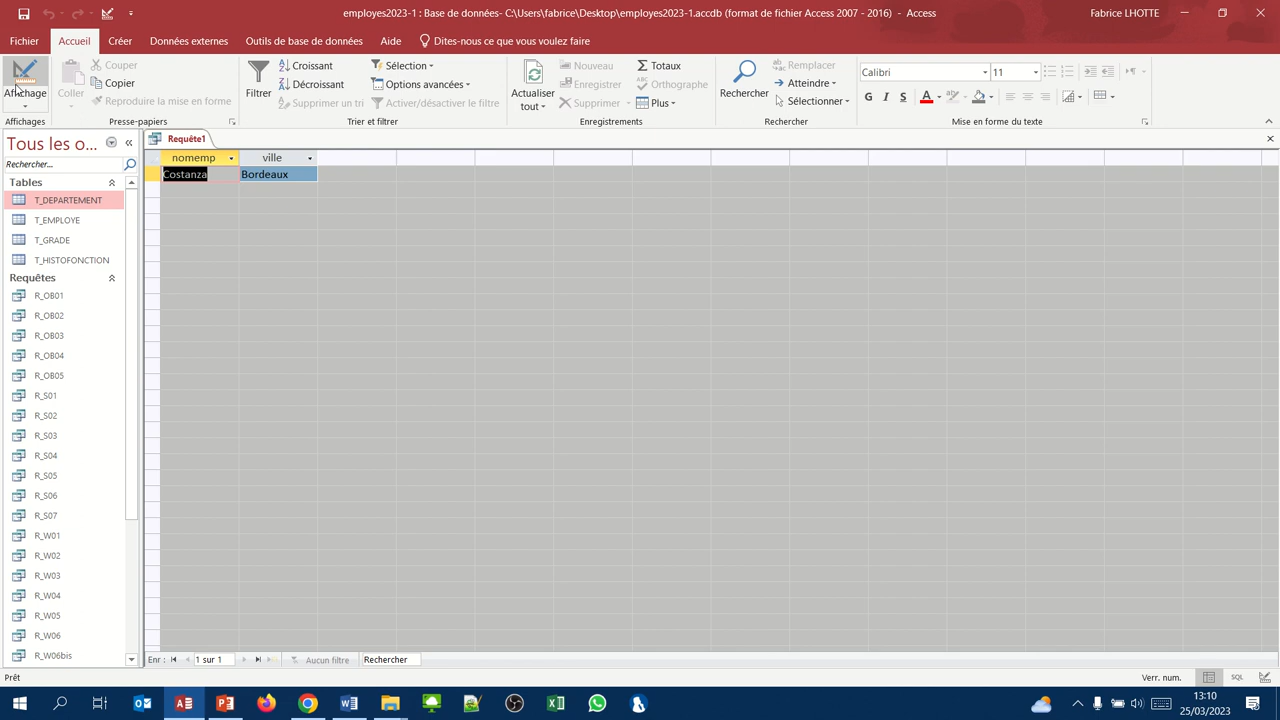 employes2023-1 : Base de données- C:\Users\fabrice\Desktop\employes2023-1.accdb (format de fichier Access 2007 - 2016) - Access
Fabrice LHOTTE
Fichier
Accueil
Créer
Données externes
Outils de base de données
Aide
Dites-nous ce que vous voulez faire
Affichage
Coller
Couper
Copier
Reproduire la mise en forme
Filtrer
Croissant
Décroissant
Supprimer un tri
Sélection
Options avancées
Activer/désactiver le filtre
Actualiser
tout
Nouveau
Enregistrer
Supprimer
Totaux
Orthographe
Plus
Rechercher
Remplacer
Atteindre
Sélectionner
Calibri
11
G I S A
Affichages
Presse-papiers
Trier et filtrer
Enregistrements
Rechercher
Mise en forme du texte
Tous les o...
Rechercher...
Tables
T_DEPARTEMENT
T_EMPLOYE
T_GRADE
T_HISTOFONCTION
Requêtes
R_OB01
R_OB02
R_OB03
R_OB04
R_OB05
R_S01
R_S02
R_S03
R_S04
R_S05
R_S06
R_S07
R_W01
R_W02
R_W03
R_W04
R_W05
R_W06
R_W06bis
Requête1
nomemp ville
Costanza Bordeaux
Enr : 1 sur 1
Aucun filtre
Rechercher
Prêt
Verr. num.
SQL
13:10
25/03/2023